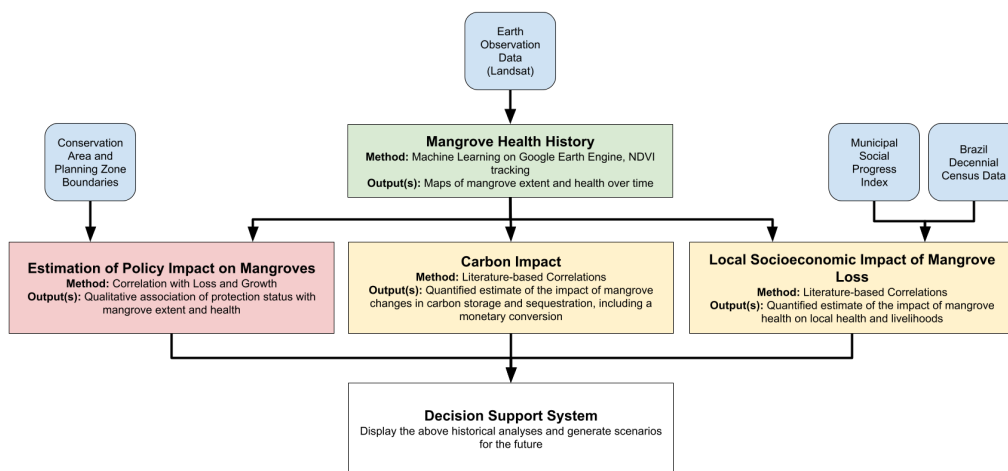 Earth
Observation
Data
(Landsat)
Mangrove Health History
Method: Machine Learning on Google Earth Engine, NDVI
tracking
Output(s): Maps of mangrove extent and health over time
Conservation
Area and
Planning Zone
Boundaries
Municipal
Social
Progress
Index
Brazil
Decennial
Census Data
Estimation of Policy Impact on Mangroves
Method: Correlation with Loss and Growth
Output(s): Qualitative association of protection status with
mangrove extent and health
Carbon Impact
Method: Literature-based Correlations
Output(s): Quantified estimate of the impact of mangrove
changes in carbon storage and sequestration, including a
monetary conversion
Local Socioeconomic Impact of Mangrove
Loss
Method: Literature-based Correlations
Output(s): Quantified estimate of the impact of mangrove
health on local health and livelihoods
Decision Support System
Display the above historical analyses and generate scenarios
for the future